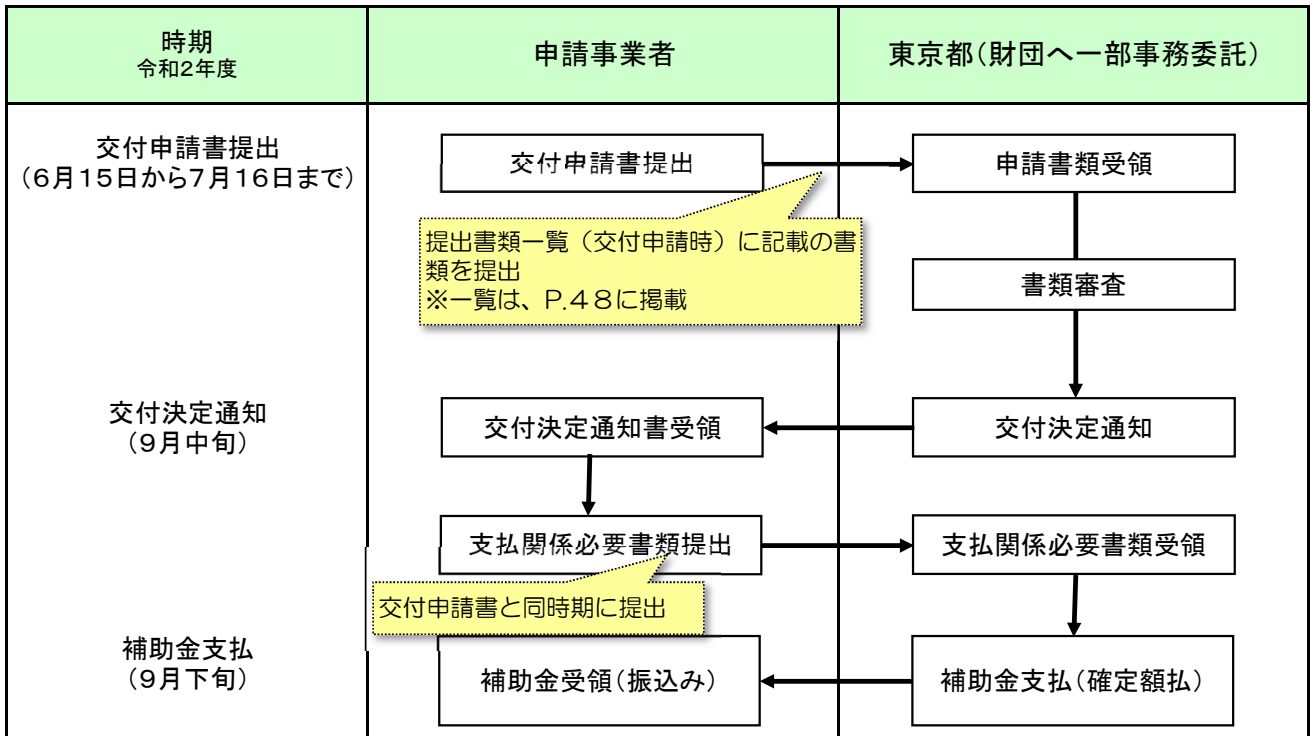 時期
令和2年度
申請事業者
東京都(財団へ一部事務委託)
交付申請書提出
(6月15日から7月16日まで)
交付申請書提出
申請書類受領
提出書類一覧(交付申請時)に記載の書
類を提出
※一覧は、P.48に掲載
書類審査
交付決定通知
(9月中旬)
交付決定通知書受領
交付決定通知
支払関係必要書類提出
支払関係必要書類受領
交付申請書と同時期に提出
補助金支払
(9月下旬)
補助金受領(振込み)
補助金支払(確定額払)